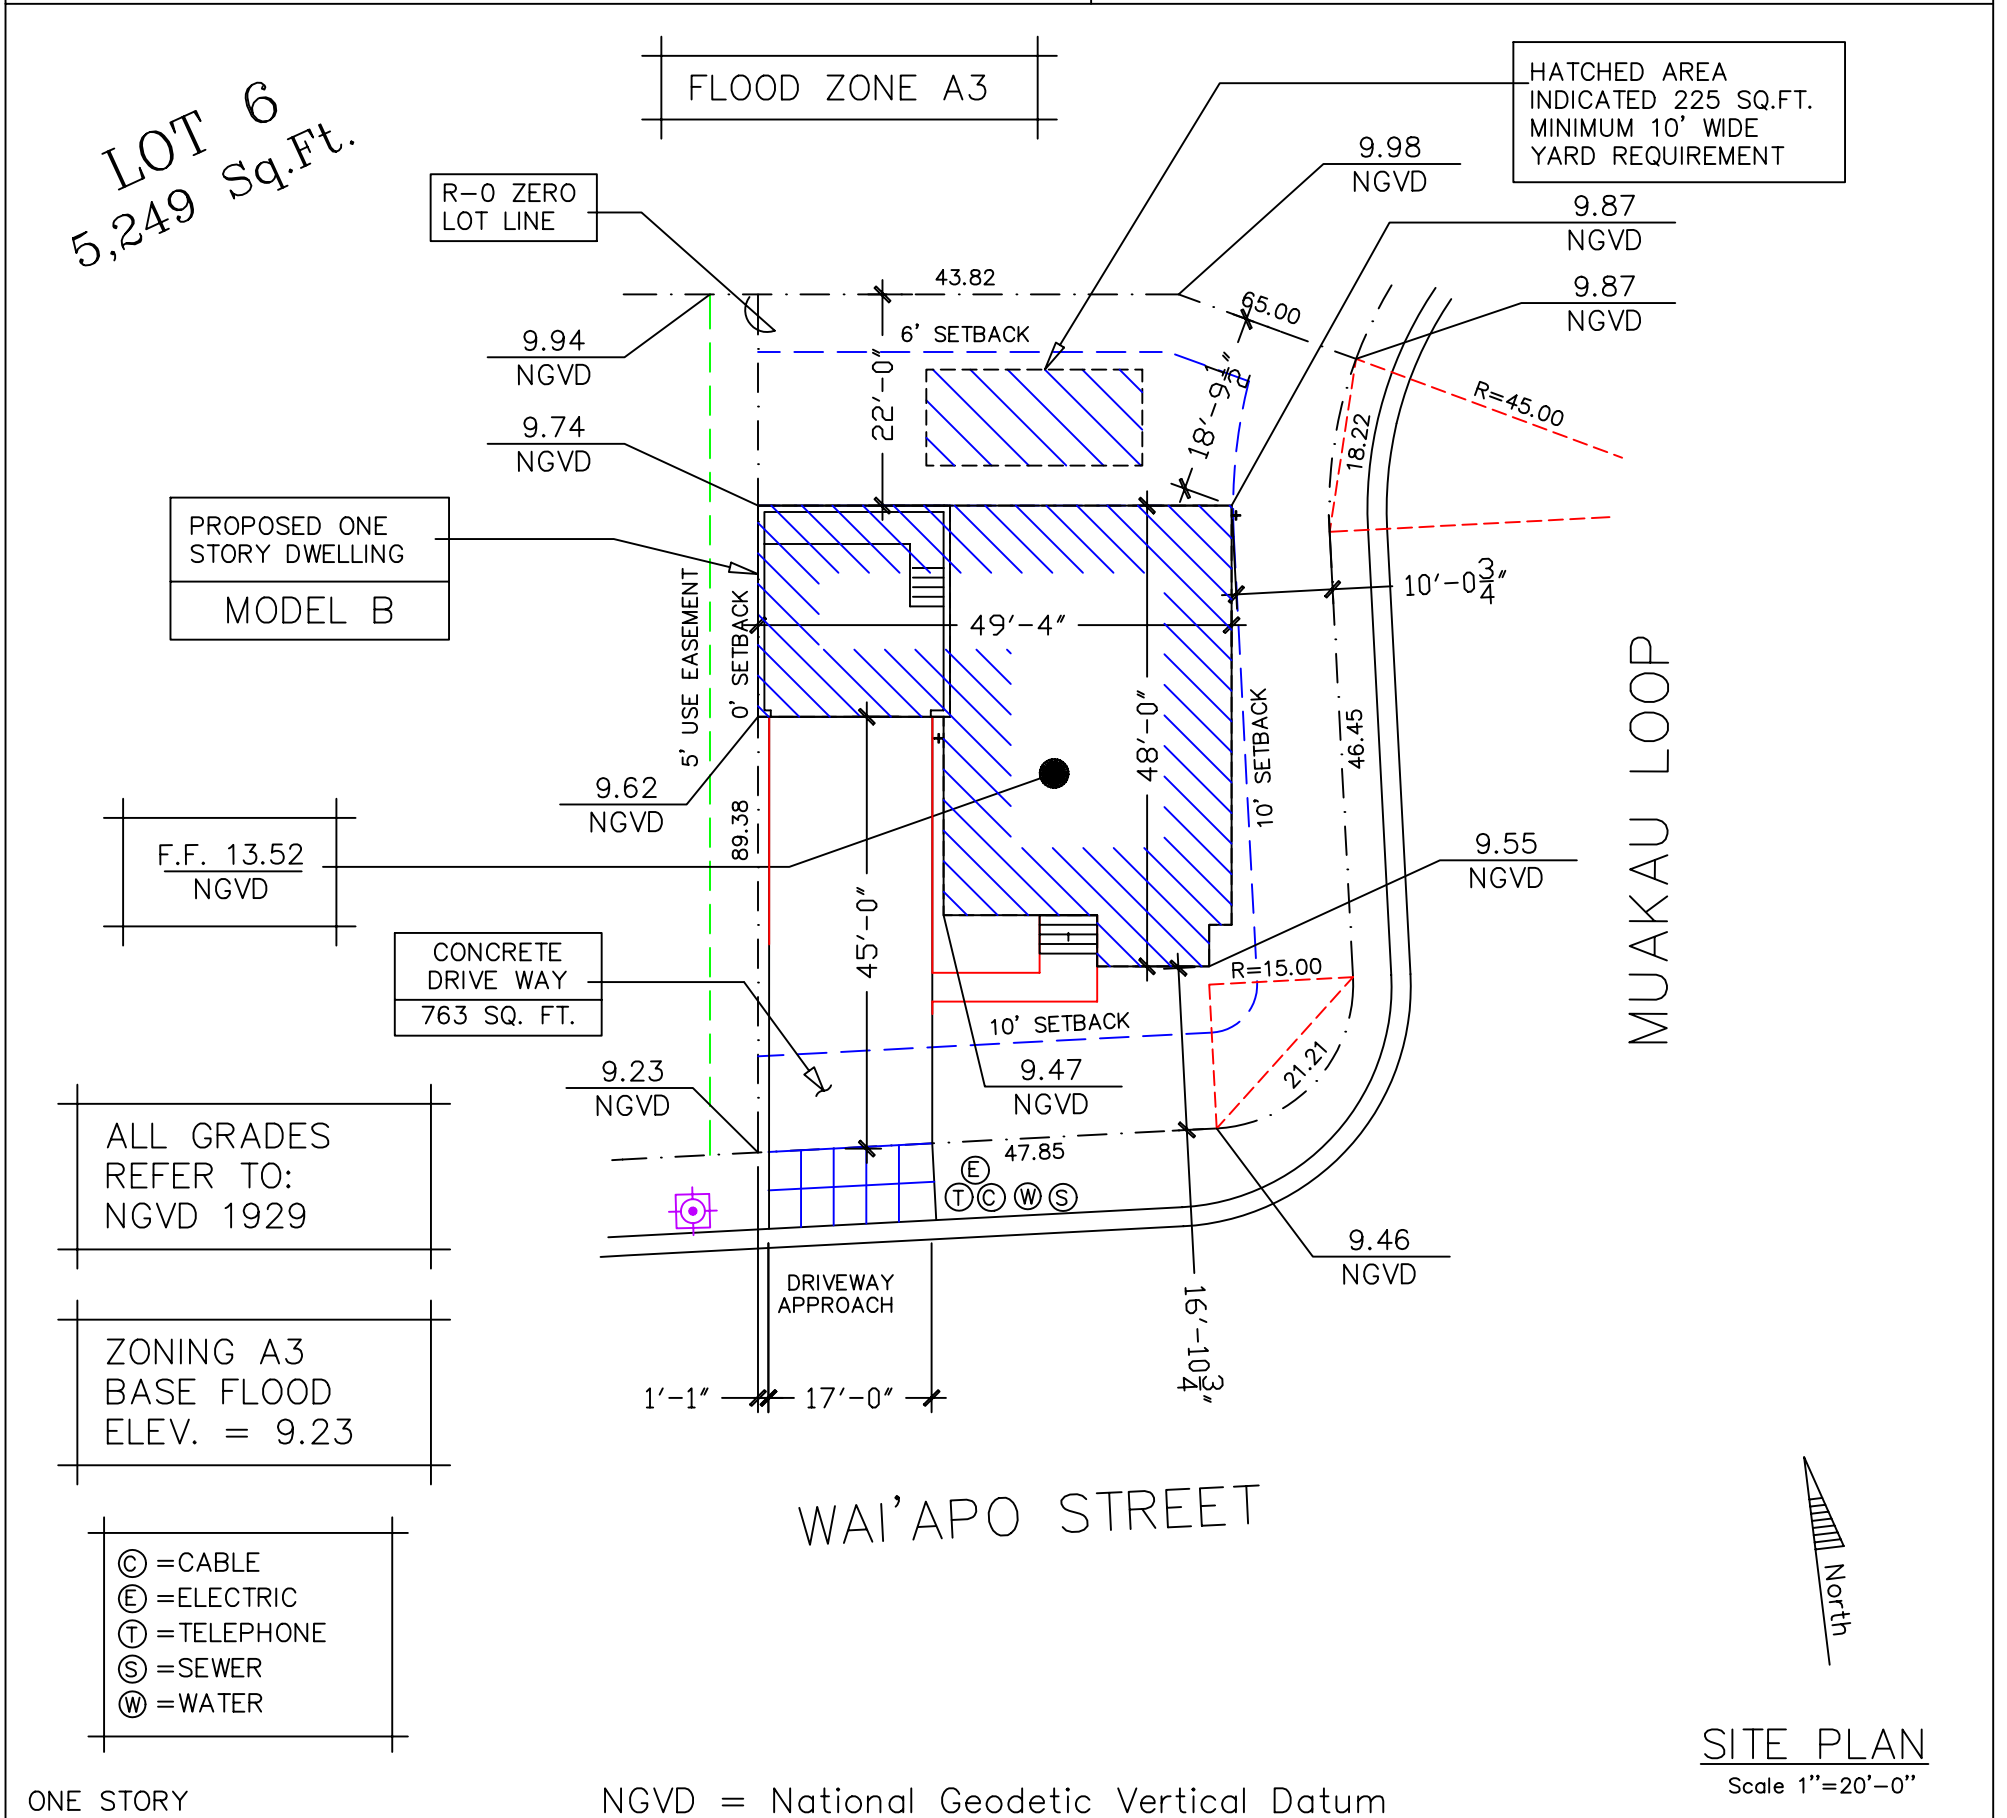 LOT 6
5,249 Sq.Ft.
FLOOD ZONE A3
HATCHED AREA
INDICATED 225 SQ.FT.
MINIMUM 10' WIDE
YARD REQUIREMENT
R-0 ZERO
LOT LINE
9.98
NGVD
9.87
NGVD
9.87
NGVD
43.82
65.00
6' SETBACK
9.94
NGVD
22'-0"
18'-9½"
R=45.00
18.22
9.74
NGVD
PROPOSED ONE
STORY DWELLING
MODEL B
5' USE EASEMENT
0' SETBACK
49'-4"
10'-0¾"
48'-0"
10' SETBACK
46.45
MUAKAU LOOP
9.62
NGVD
89.38
F.F. 13.52
NGVD
45'-0"
9.55
NGVD
CONCRETE
DRIVE WAY
763 SQ. FT.
R=15.00
10' SETBACK
21.21
9.23
NGVD
9.47
NGVD
47.85
E
T C W S
ALL GRADES
REFER TO:
NGVD 1929
9.46
NGVD
DRIVEWAY
APPROACH
16'-10¾"
1'-1"
17'-0"
ZONING A3
BASE FLOOD
ELEV. = 9.23
WAI'APO STREET
C =CABLE
E =ELECTRIC
T =TELEPHONE
S =SEWER
W =WATER
North
SITE PLAN
Scale 1"=20'-0"
ONE STORY
NGVD = National Geodetic Vertical Datum